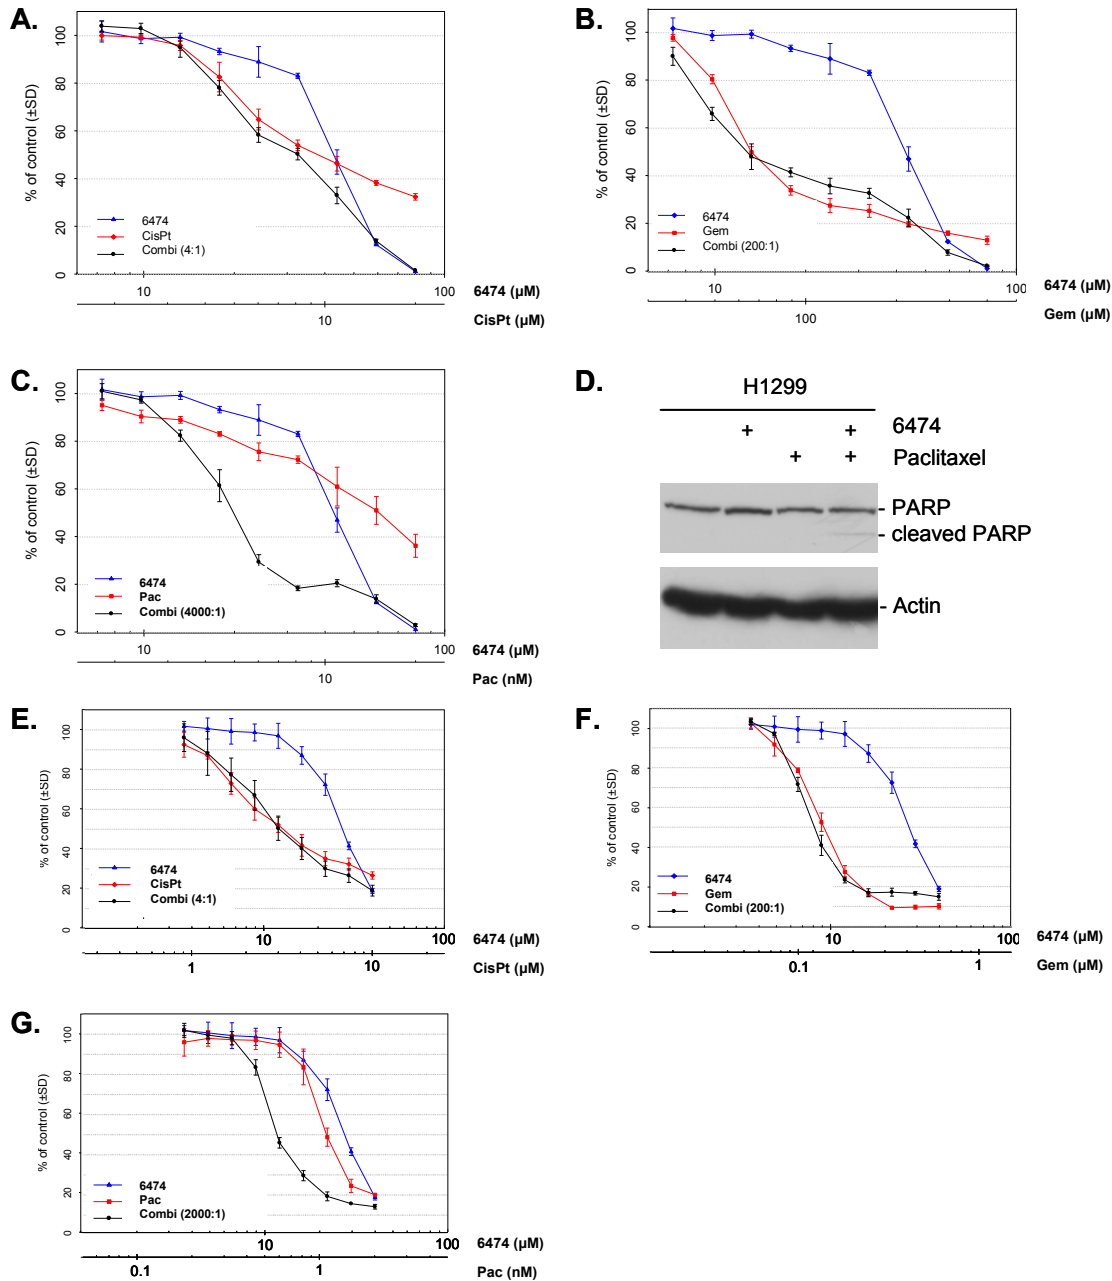 A.
% of control (±SD)
100
80
60
40
20
0
6474
CisPt
Combi (4:1)
10
100
6474 (µM)
10
CisPt (µM)
B.
% of control (±SD)
100
80
60
40
20
0
6474
Gem
Combi (200:1)
10
100
6474 (µM)
100
Gem (µM)
C.
% of control (±SD)
100
80
60
40
20
0
6474
Pac
Combi (4000:1)
10
100
6474 (µM)
10
Pac (nM)
D.
H1299
+ + 6474
+ + Paclitaxel
- PARP
- cleaved PARP
- Actin
E.
% of control (±SD)
100
80
60
40
20
0
6474
CisPt
Combi (4:1)
10
100
6474 (µM)
1
10
CisPt (µM)
F.
% of control (±SD)
100
80
60
40
20
0
6474
Gem
Combi (200:1)
10
100
6474 (µM)
0.1
1
Gem (µM)
G.
% of control (±SD)
100
80
60
40
20
0
6474
Pac
Combi (2000:1)
10
100
6474 (µM)
0.1
1
Pac (nM)